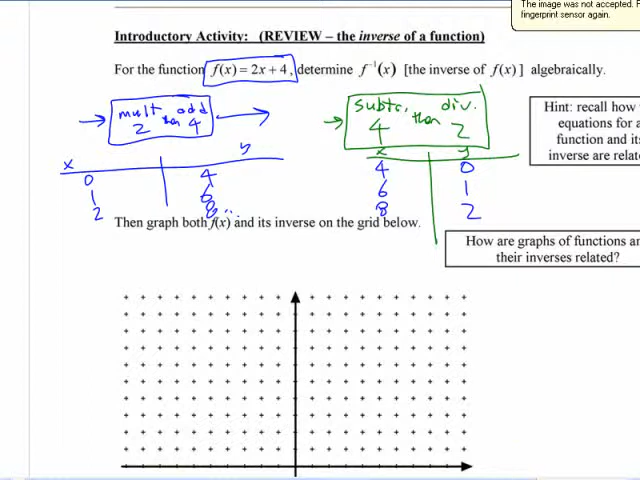 The image was not accepted. P
fingerprint sensor again.
Introductory Activity: (REVIEW – the inverse of a function)
For the function f(x) = 2x + 4, determine f⁻¹(x) [the inverse of f(x)] algebraically.
mult then add
2 4
subtr. then div.
4 2
Hint: recall how
equations for a
function and its
inverse are relate
x y
0 4
1 6
2 8 ...
x y
4 0
6 1
8 2
Then graph both f(x) and its inverse on the grid below.
How are graphs of functions an
their inverses related?